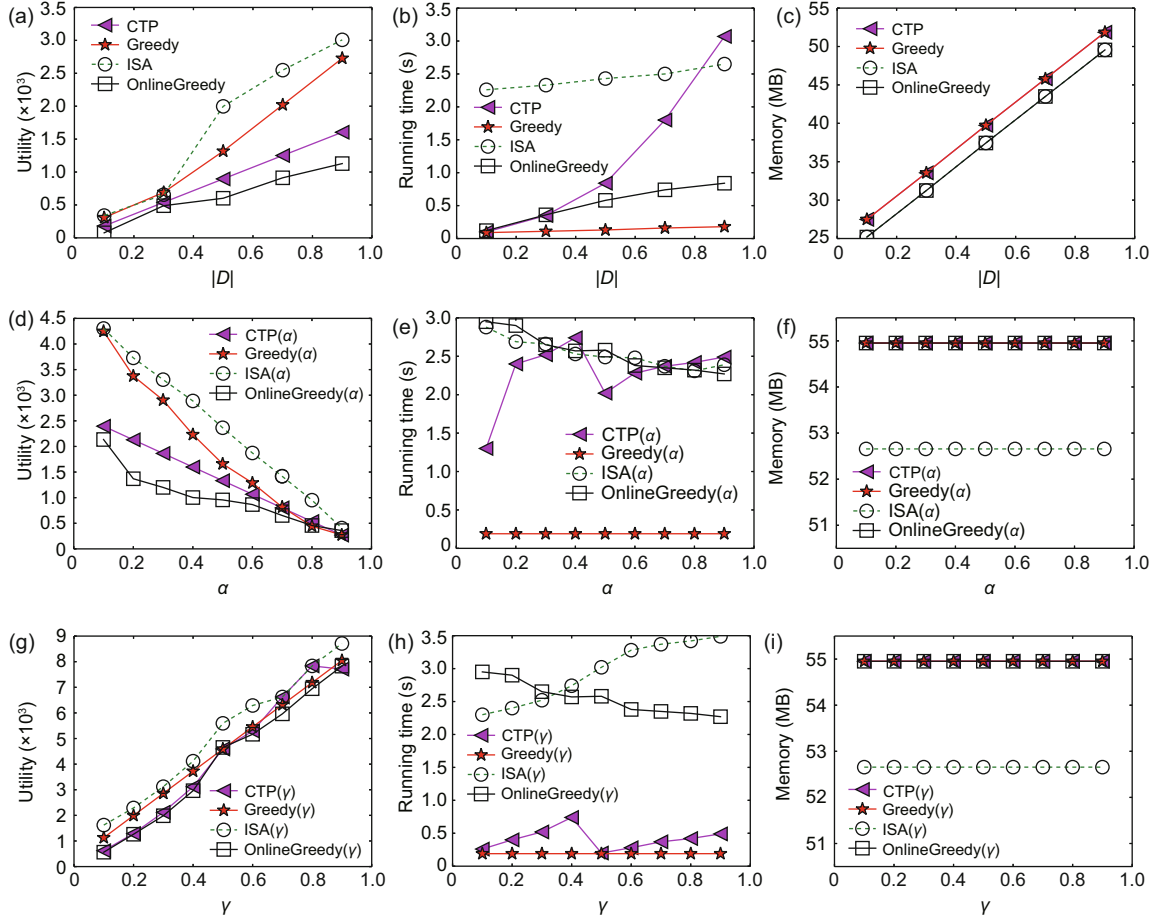 (a)
3.0
2.5
2.0
1.5
1.0
0.5
0
Utility (×10³)
CTP
Greedy
ISA
OnlineGreedy
0 0.2 0.4 0.6 0.8 1.0
|D|
(b)
3.5
3.0
2.5
2.0
1.5
1.0
0.5
0
Running time (s)
CTP
Greedy
ISA
OnlineGreedy
0 0.2 0.4 0.6 0.8 1.0
|D|
(c)
55
50
45
40
35
30
25
Memory (MB)
CTP
Greedy
ISA
OnlineGreedy
0 0.2 0.4 0.6 0.8 1.0
|D|
(d)
4.5
4.0
3.5
3.0
2.5
2.0
1.5
1.0
0.5
0
Utility (×10³)
CTP(α)
Greedy(α)
ISA(α)
OnlineGreedy(α)
0 0.2 0.4 0.6 0.8 1.0
α
(e)
3.0
2.5
2.0
1.5
1.0
0.5
0
Running time (s)
CTP(α)
Greedy(α)
ISA(α)
OnlineGreedy(α)
0 0.2 0.4 0.6 0.8 1.0
α
(f)
55
54
53
52
51
Memory (MB)
CTP(α)
Greedy(α)
ISA(α)
OnlineGreedy(α)
0 0.2 0.4 0.6 0.8 1.0
α
(g)
9
8
7
6
5
4
3
2
1
0
Utility (×10³)
CTP(γ)
Greedy(γ)
ISA(γ)
OnlineGreedy(γ)
0 0.2 0.4 0.6 0.8 1.0
γ
(h)
3.5
3.0
2.5
2.0
1.5
1.0
0.5
0
Running time (s)
CTP(γ)
Greedy(γ)
ISA(γ)
OnlineGreedy(γ)
0 0.2 0.4 0.6 0.8 1.0
γ
(i)
55
54
53
52
51
Memory (MB)
CTP(γ)
Greedy(γ)
ISA(γ)
OnlineGreedy(γ)
0 0.2 0.4 0.6 0.8 1.0
γ